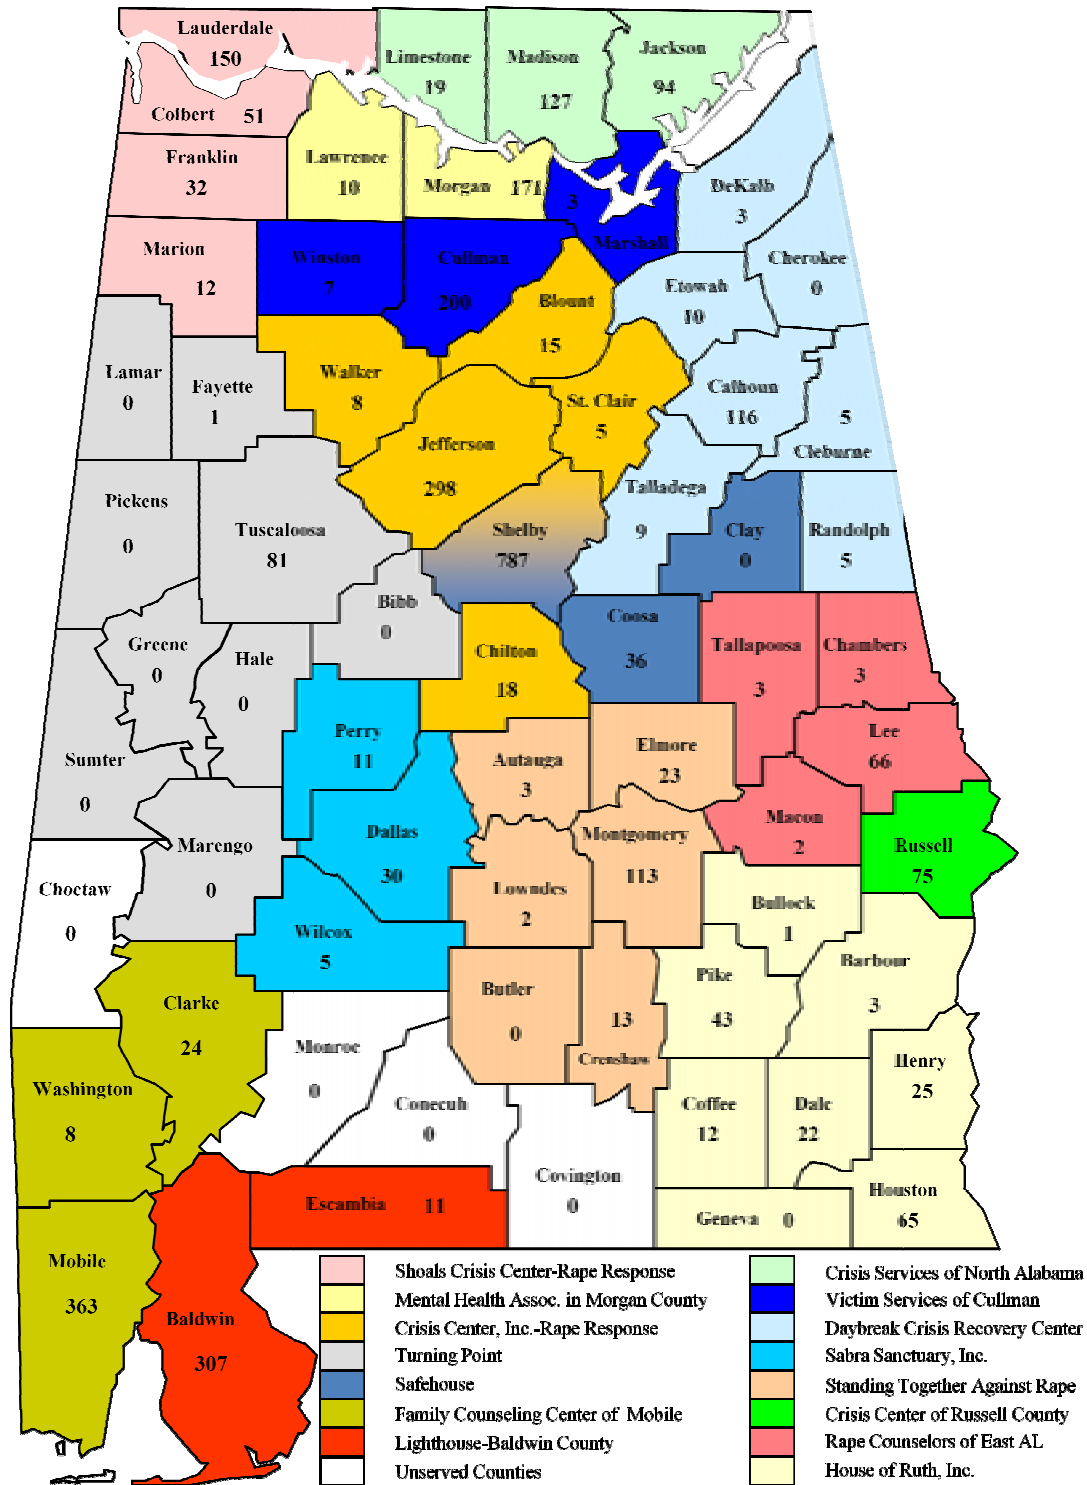 Lauderdale
150
Limestone
19
Madison
127
Jackson
94
Colbert 51
Franklin
32
Lawrence
10
Morgan 171
3
Marshall
DeKalb
3
Marion
12
Winston
7
Cullman
200
Blount
15
Etowah
10
Cherokee
0
Lamar
0
Fayette
1
Walker
8
Jefferson
298
St. Clair
5
Calhoun
116
5
Cleburne
Pickens
0
Tuscaloosa
81
Shelby
787
Talladega
9
Clay
0
Randolph
5
Bibb
0
Greene
0
Hale
0
Chilton
18
Coosa
36
Tallapoosa
3
Chambers
3
Sumter
0
Perry
11
Autauga
3
Elmore
23
Lee
66
Marengo
0
Dallas
30
Lowndes
2
Montgomery
113
Macon
2
Russell
75
Choctaw
0
Wilcox
5
Bullock
1
Clarke
24
Butler
0
13
Crenshaw
Pike
43
Barbour
3
Washington
8
Monroe
0
Conecuh
0
Covington
0
Coffee
12
Dale
22
Henry
25
Escambia 11
Geneva 0
Houston
65
Mobile
363
Baldwin
307
Shoals Crisis Center-Rape Response
Mental Health Assoc. in Morgan County
Crisis Center, Inc.-Rape Response
Turning Point
Safehouse
Family Counseling Center of Mobile
Lighthouse-Baldwin County
Unserved Counties
Crisis Services of North Alabama
Victim Services of Cullman
Daybreak Crisis Recovery Center
Sabra Sanctuary, Inc.
Standing Together Against Rape
Crisis Center of Russell County
Rape Counselors of East AL
House of Ruth, Inc.